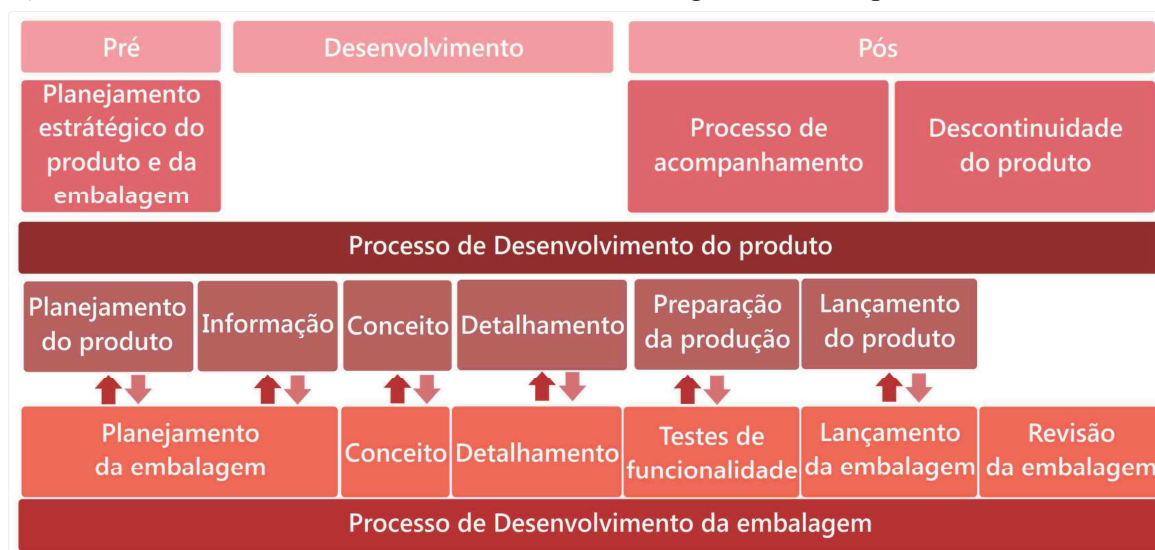 Pré
Desenvolvimento
Pós
Planejamento
estrátégico do
produto e da
embalagem
Processo de
acompanhamento
Descontinuidade
do produto
Processo de Desenvolvimento do produto
Planejamento
do produto
Informação
Conceito
Detalhamento
Preparação
da produção
Lançamento
do produto
Planejamento
da embalagem
Conceito
Detalhamento
Testes de
funcionalidade
Lançamento
da embalagem
Revisão
da embalagem
Processo de Desenvolvimento da embalagem